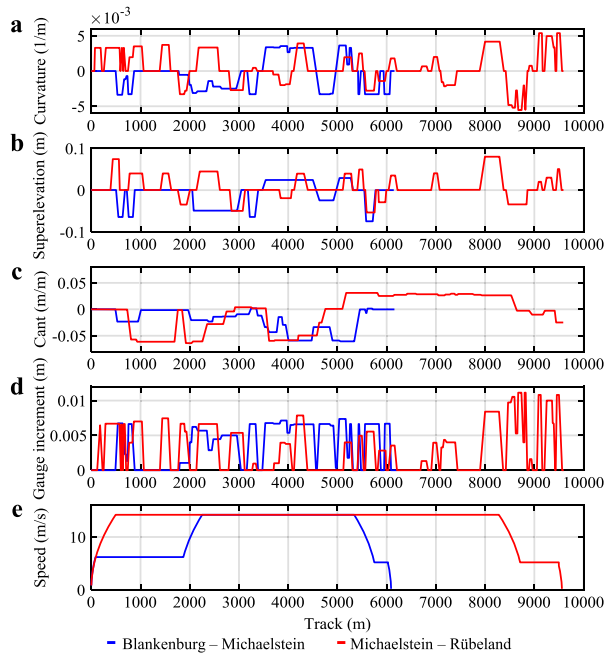 a
×10⁻³
Curvature (1/m)
5
0
-5
0 1000 2000 3000 4000 5000 6000 7000 8000 9000 10000
b
Superelevation (m)
0.1
0
-0.1
0 1000 2000 3000 4000 5000 6000 7000 8000 9000 10000
c
Cant (m/m)
0.05
0
-0.05
0 1000 2000 3000 4000 5000 6000 7000 8000 9000 10000
d
Gauge increment (m)
0.01
0.005
0
0 1000 2000 3000 4000 5000 6000 7000 8000 9000 10000
e
Speed (m/s)
10
0
0 1000 2000 3000 4000 5000 6000 7000 8000 9000 10000
Track (m)
Blankenburg – Michaelstein Michaelstein – Rübeland